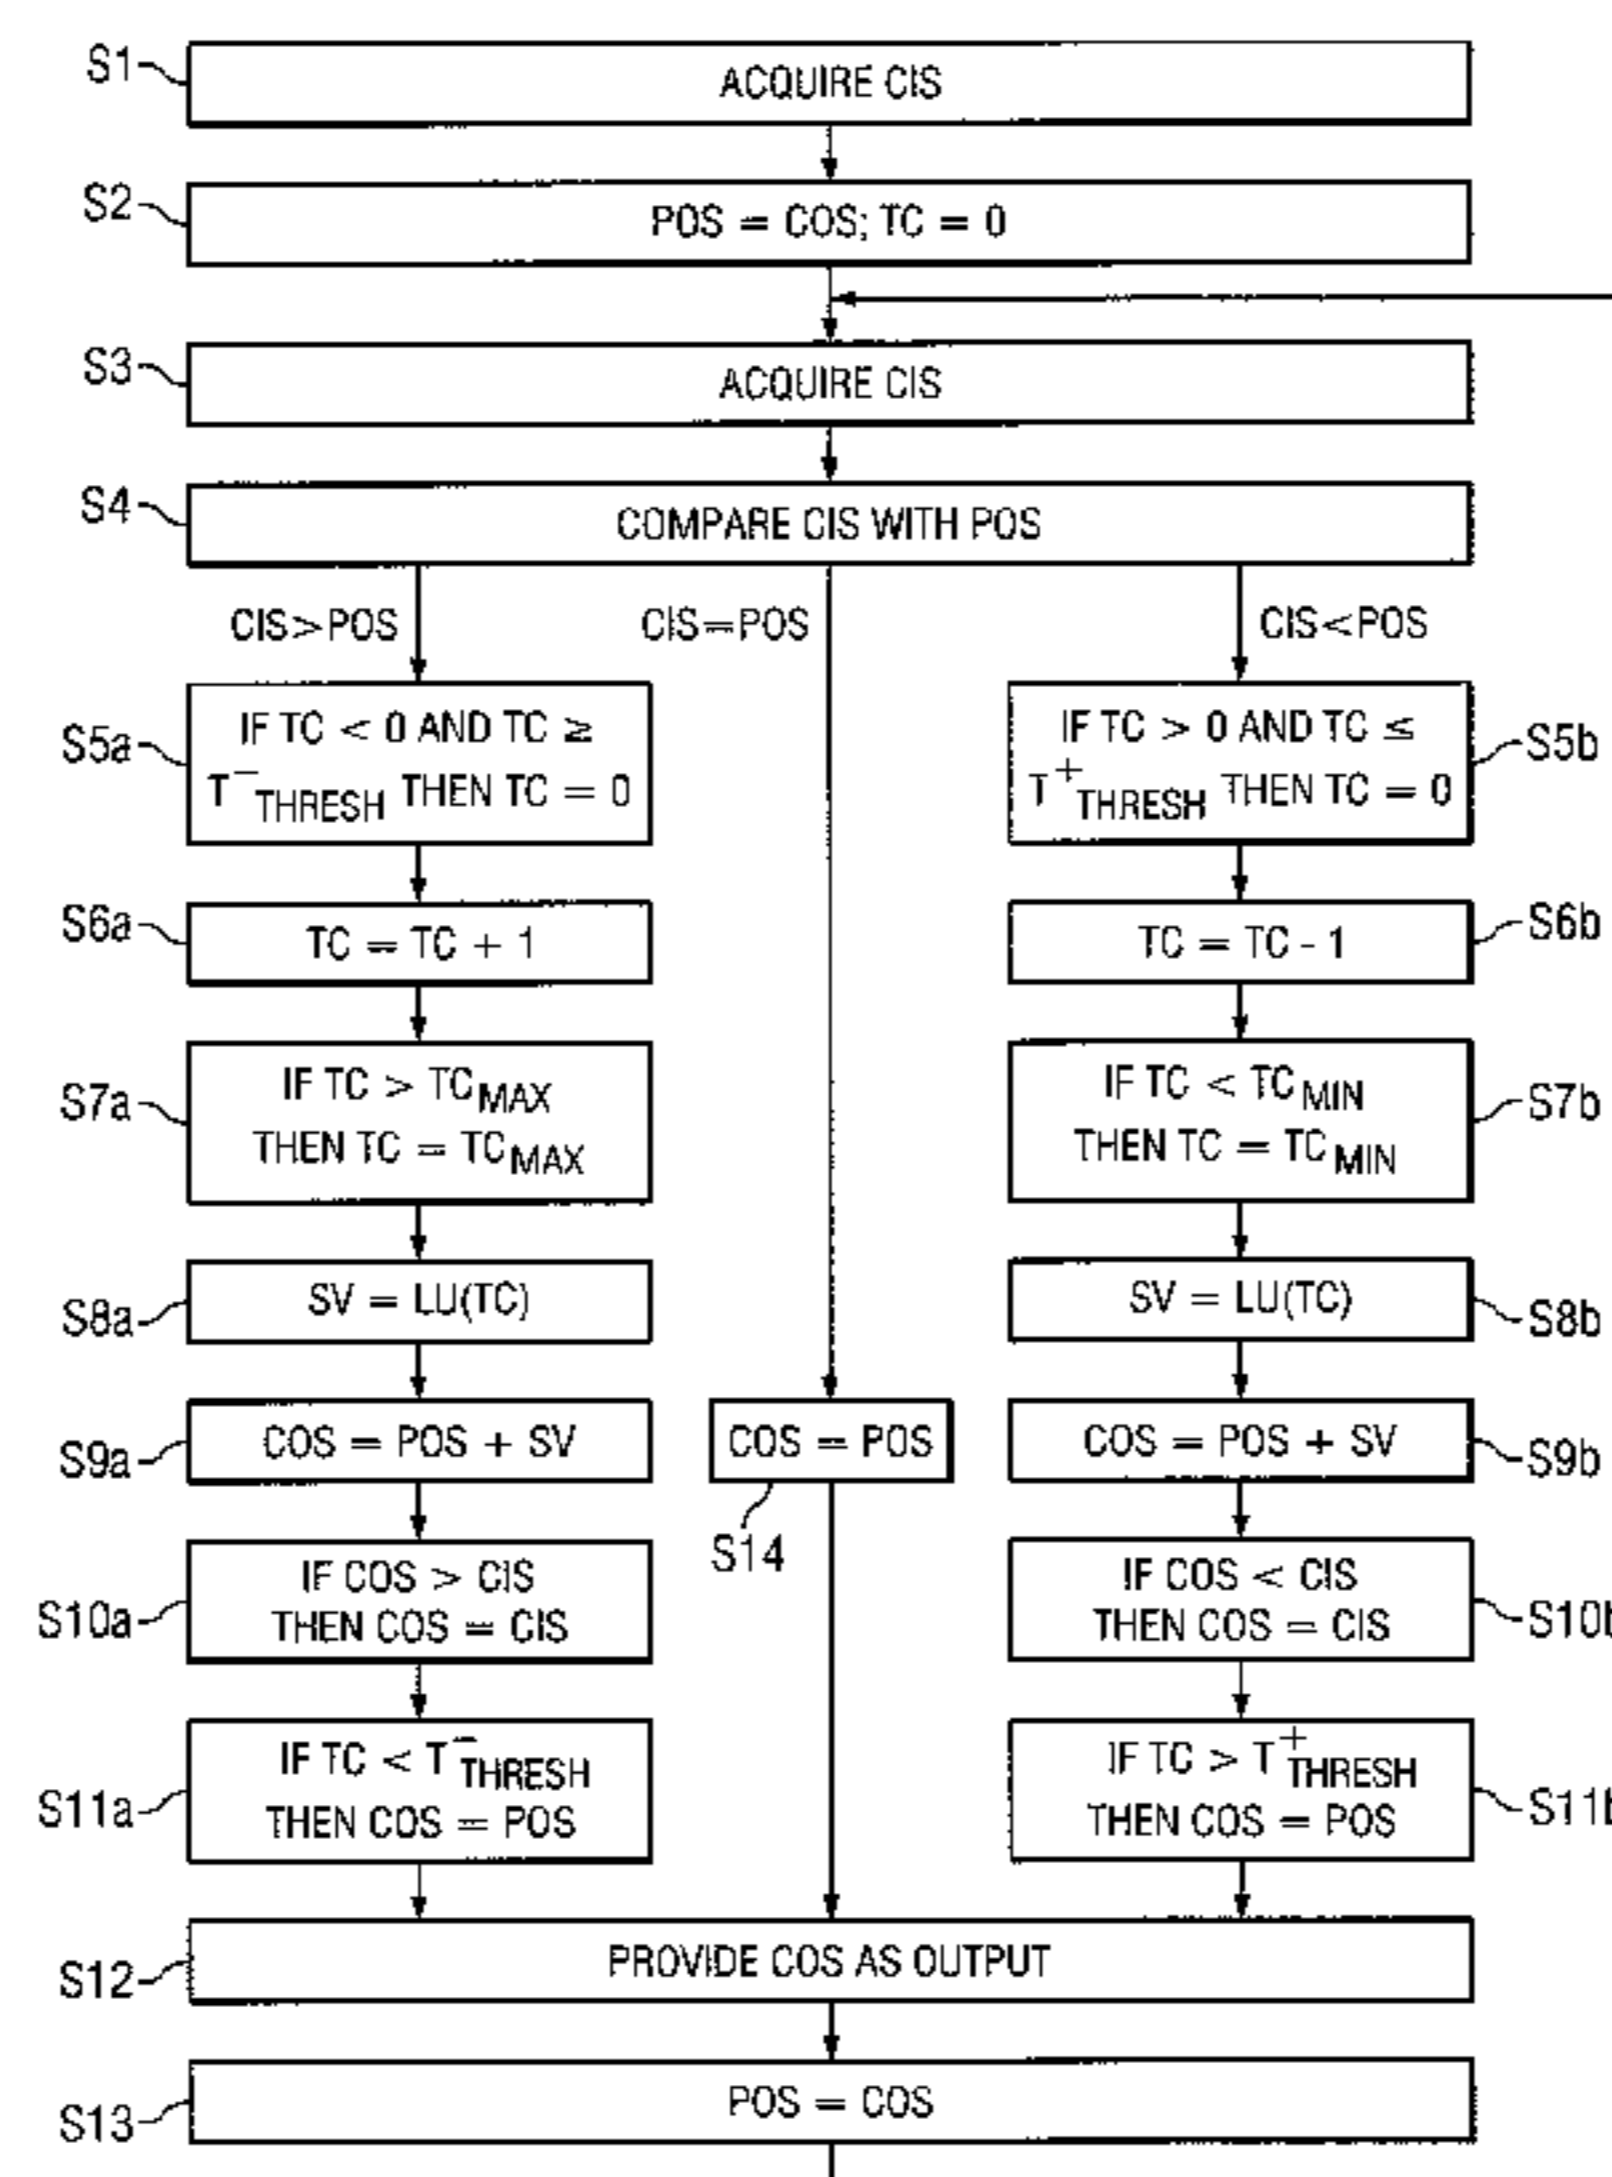 S1
ACQUIRE CIS
S2
POS = COS; TC = 0
S3
ACQUIRE CIS
S4
COMPARE CIS WITH POS
CIS>POS
CIS=POS
CIS<POS
S5a
IF TC < 0 AND TC ≥
T⁻THRESH THEN TC = 0
IF TC > 0 AND TC ≤
T⁺THRESH THEN TC = 0
S5b
S6a
TC = TC + 1
TC = TC - 1
S6b
S7a
IF TC > TCMAX
THEN TC = TCMAX
IF TC < TCMIN
THEN TC = TCMIN
S7b
S8a
SV = LU(TC)
SV = LU(TC)
S8b
S9a
COS = POS + SV
COS = POS
S14
COS = POS + SV
S9b
S10a
IF COS > CIS
THEN COS = CIS
IF COS < CIS
THEN COS = CIS
S10b
S11a
IF TC < T⁻THRESH
THEN COS = POS
IF TC > T⁺THRESH
THEN COS = POS
S11b
S12
PROVIDE COS AS OUTPUT
S13
POS = COS